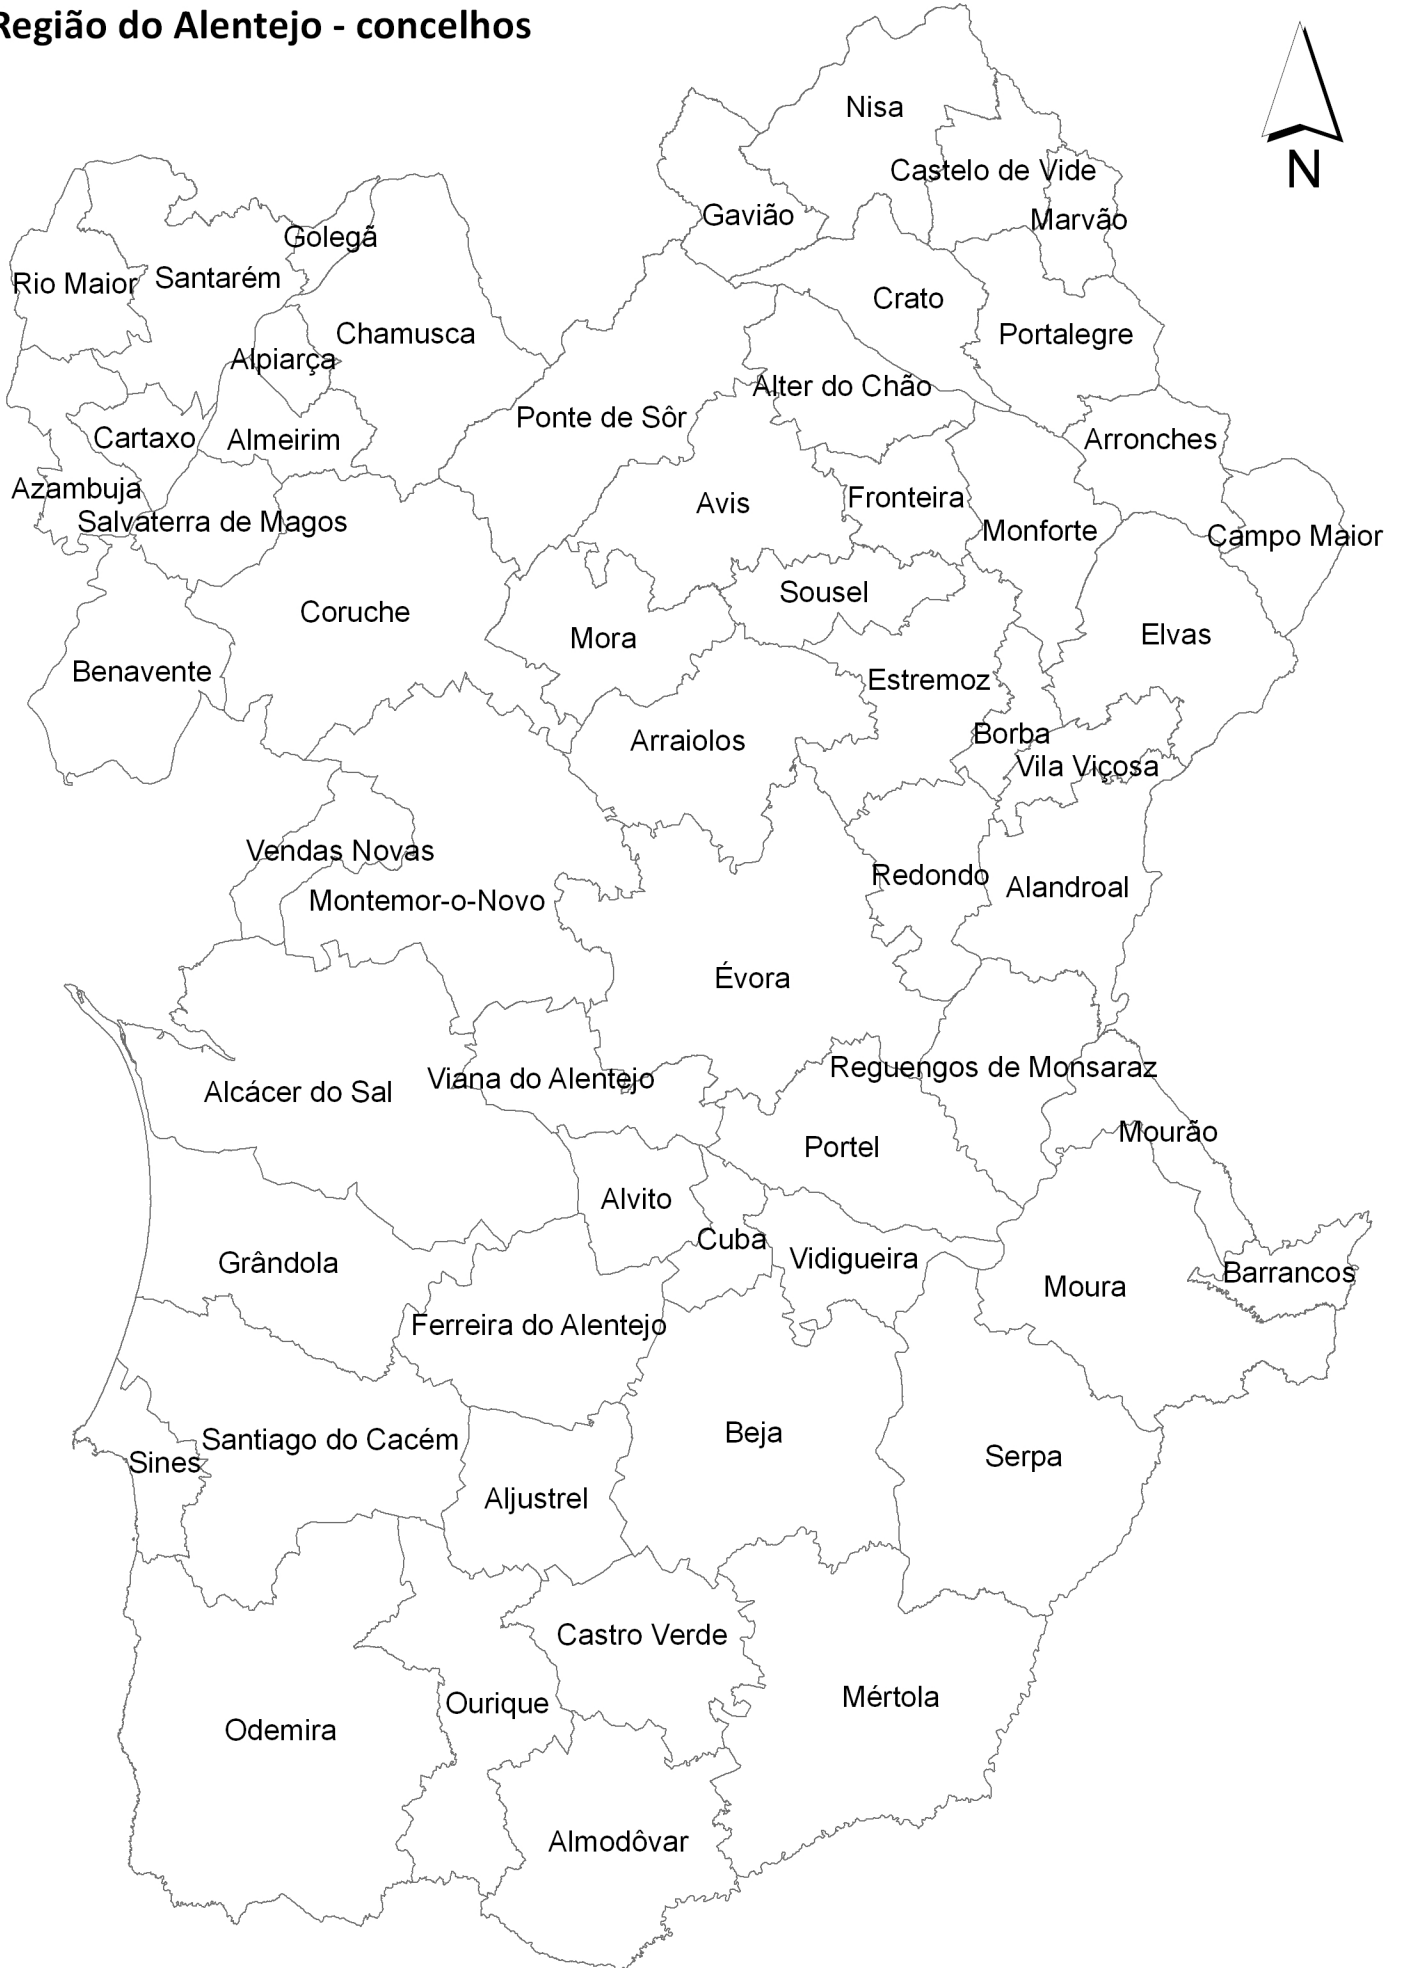 Região do Alentejo - concelhos
N
Nisa
Castelo de Vide
Gavião
Marvão
Golegã
Rio Maior
Santarém
Crato
Chamusca
Portalegre
Alpiarça
Alter do Chão
Ponte de Sôr
Cartaxo
Almeirim
Arronches
Azambuja
Avis
Fronteira
Salvaterra de Magos
Monforte
Campo Maior
Sousel
Coruche
Mora
Elvas
Benavente
Estremoz
Borba
Arraiolos
Vila Viçosa
Vendas Novas
Redondo
Alandroal
Montemor-o-Novo
Évora
Reguengos de Monsaraz
Viana do Alentejo
Alcácer do Sal
Mourão
Portel
Alvito
Cuba
Vidigueira
Grândola
Barrancos
Moura
Ferreira do Alentejo
Beja
Santiago do Cacém
Serpa
Sines
Aljustrel
Castro Verde
Mértola
Ourique
Odemira
Almodôvar